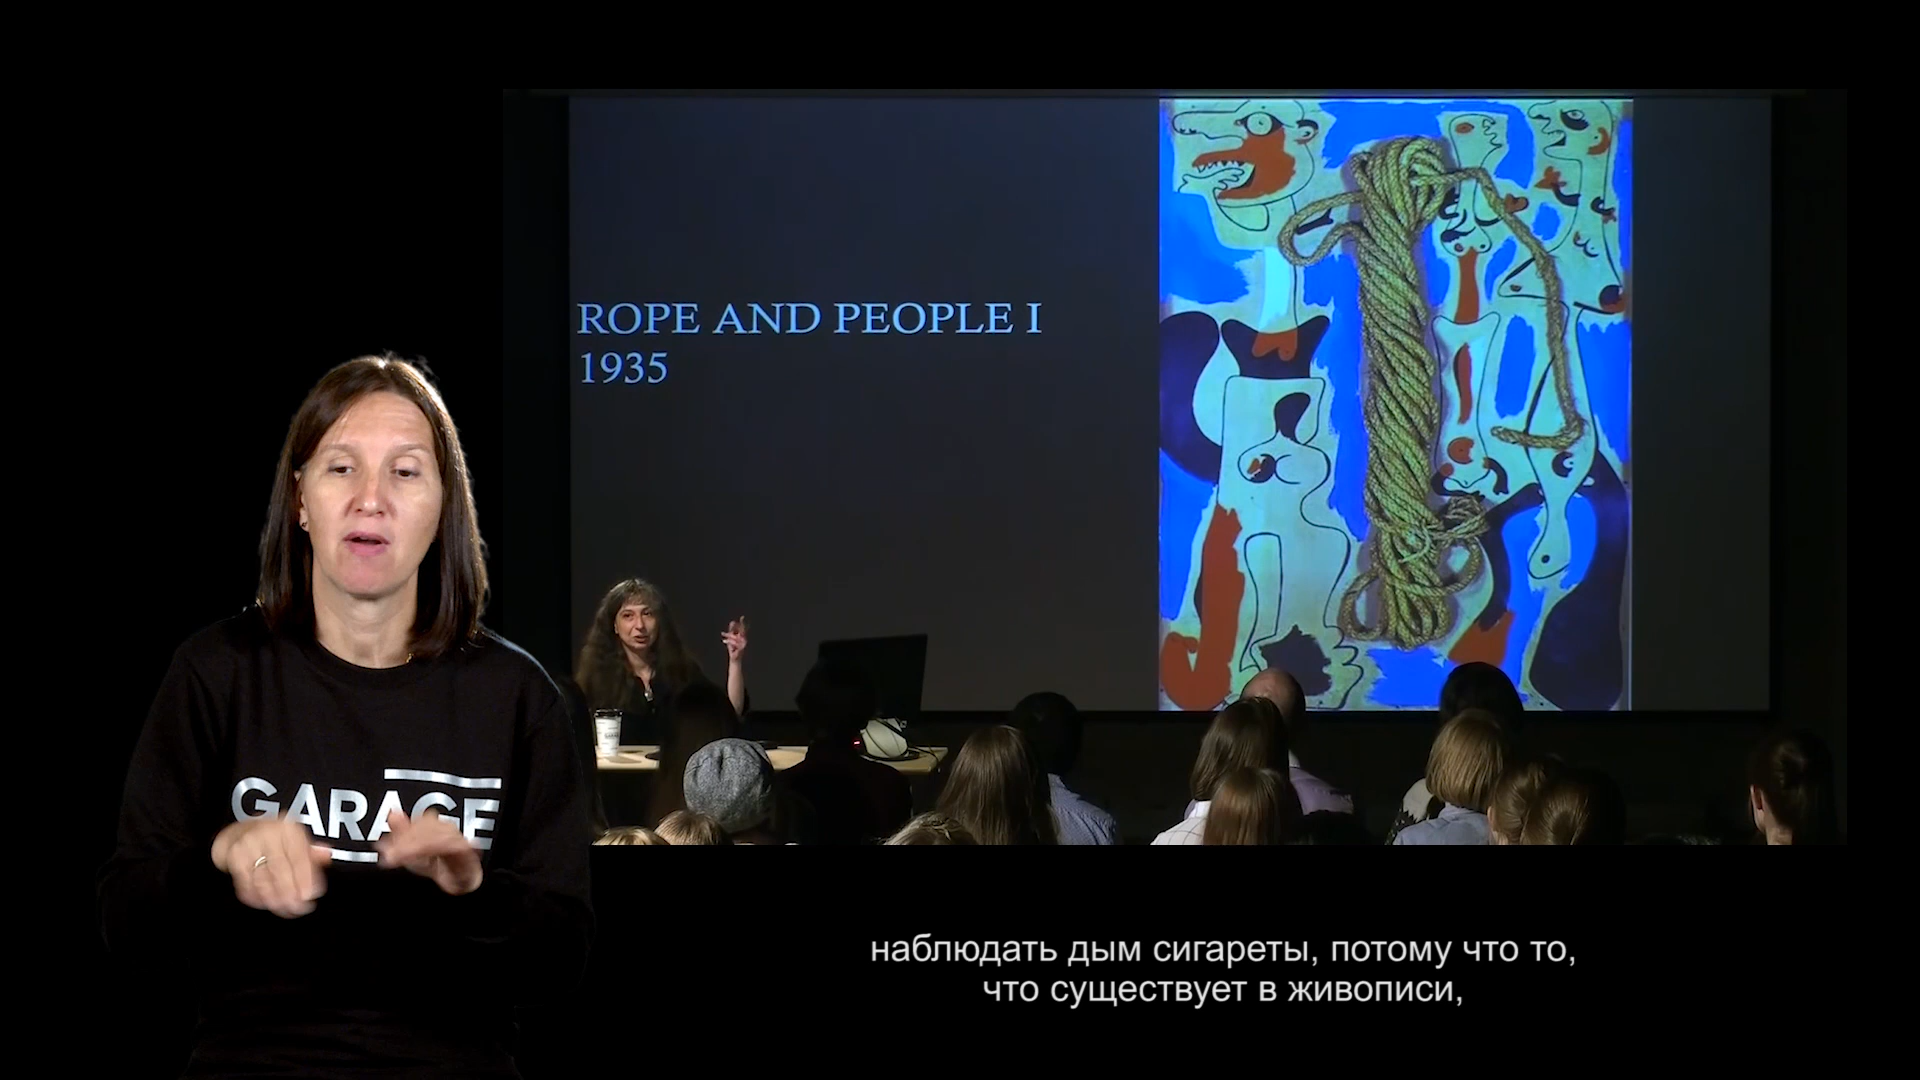 ROPE AND PEOPLE I
1935
GARAGE
наблюдать дым сигареты, потому что то,
что существует в живописи,